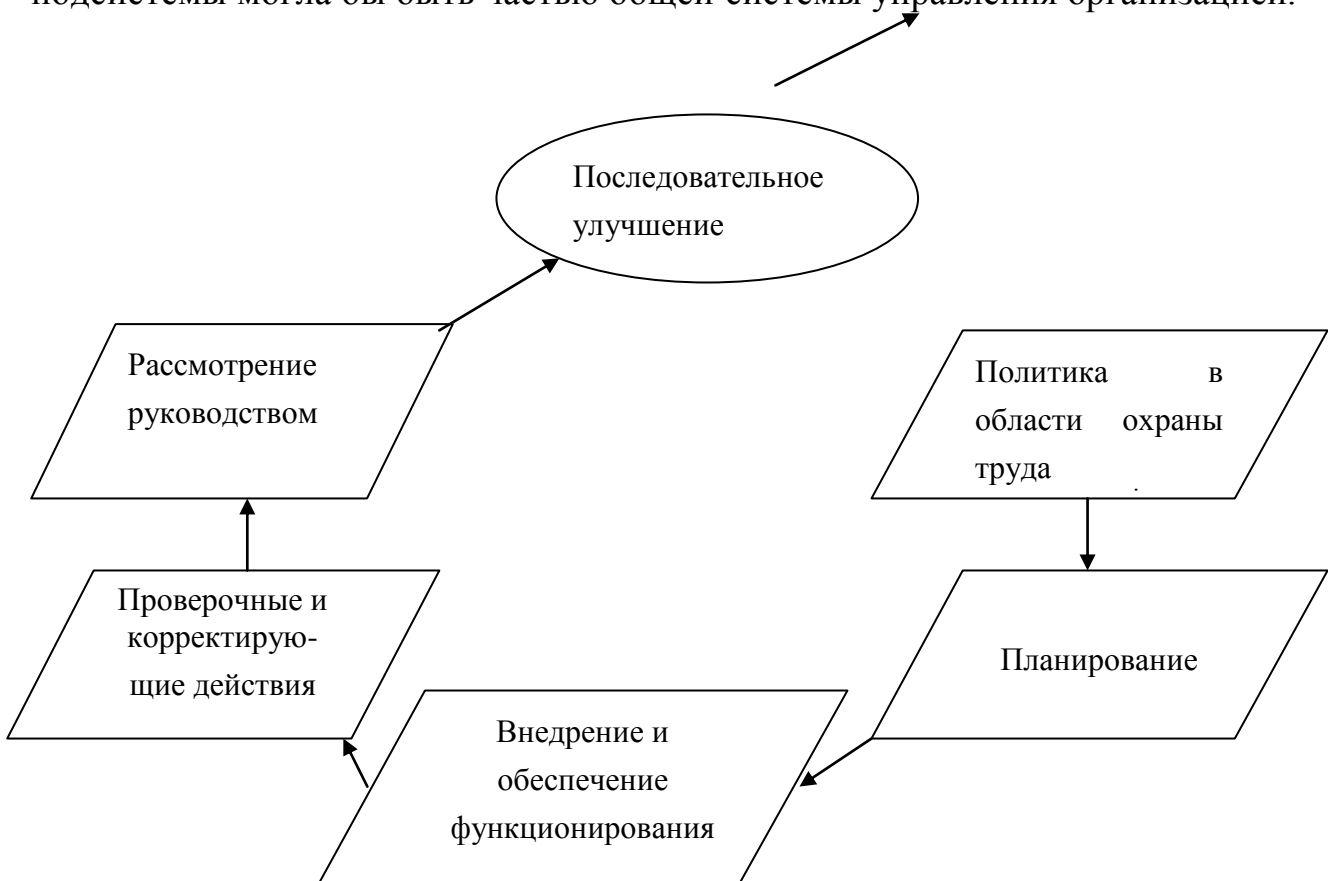 подсистемы могла бы быть частью общей системы управления организацией.
Последовательное
улучшение
Рассмотрение
руководством
Политика в
области охраны
труда
Проверочные и
корректирую-
щие действия
Планирование
Внедрение и
обеспечение
функционирования